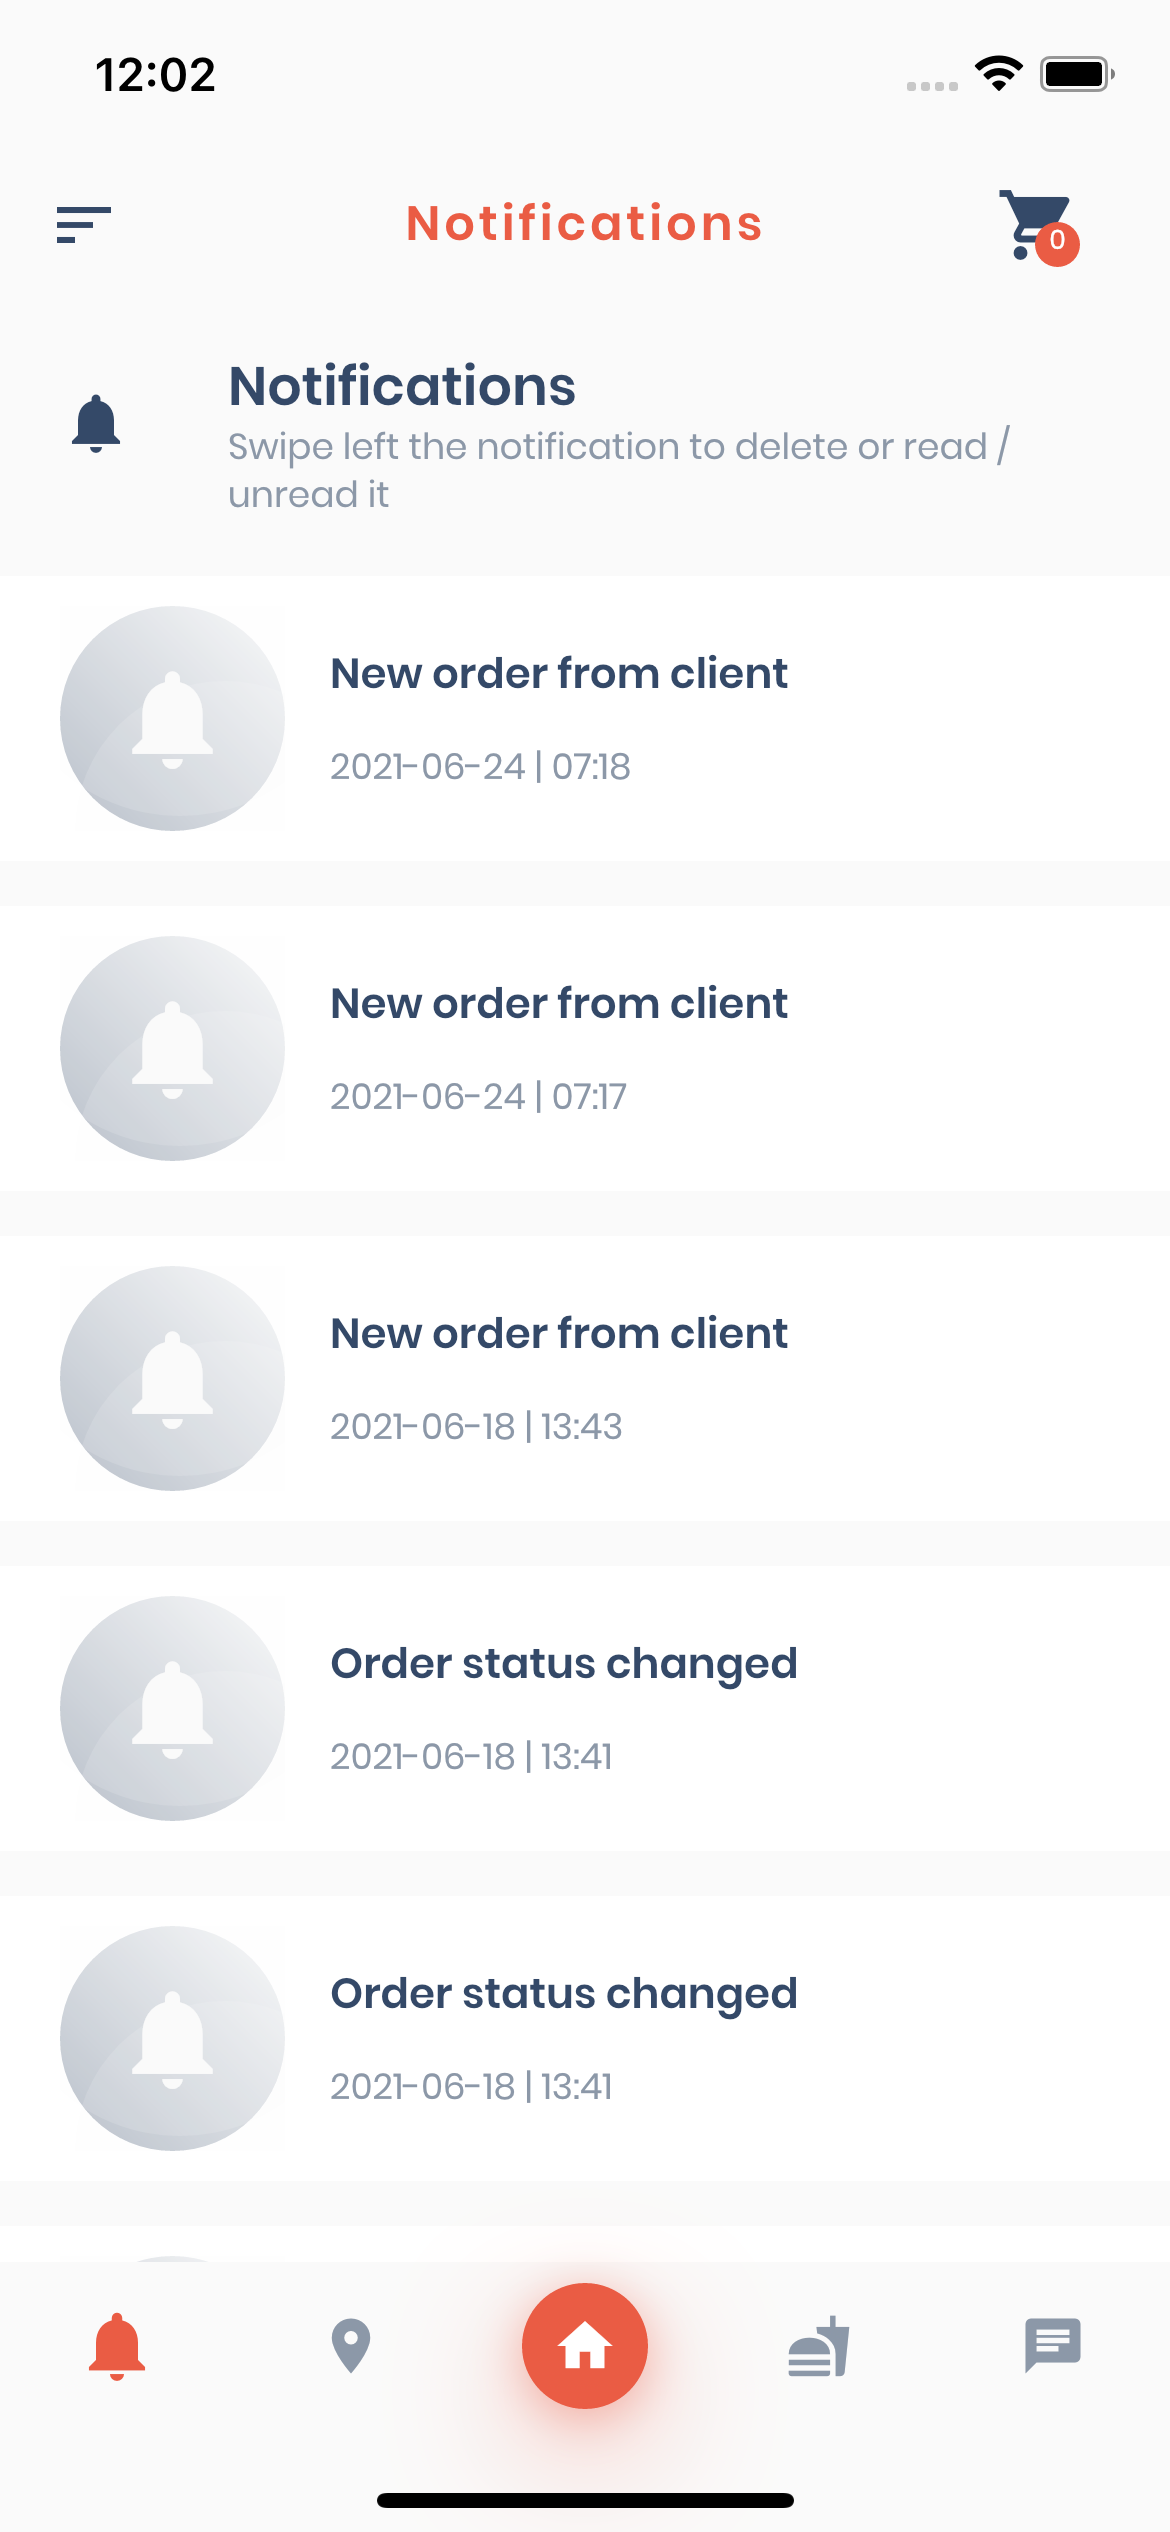 12:02
Notifications
0
Notifications
Swipe left the notification to delete or read /
unread it
New order from client
2021-06-24 | 07:18
New order from client
2021-06-24 | 07:17
New order from client
2021-06-18 | 13:43
Order status changed
2021-06-18 | 13:41
Order status changed
2021-06-18 | 13:41